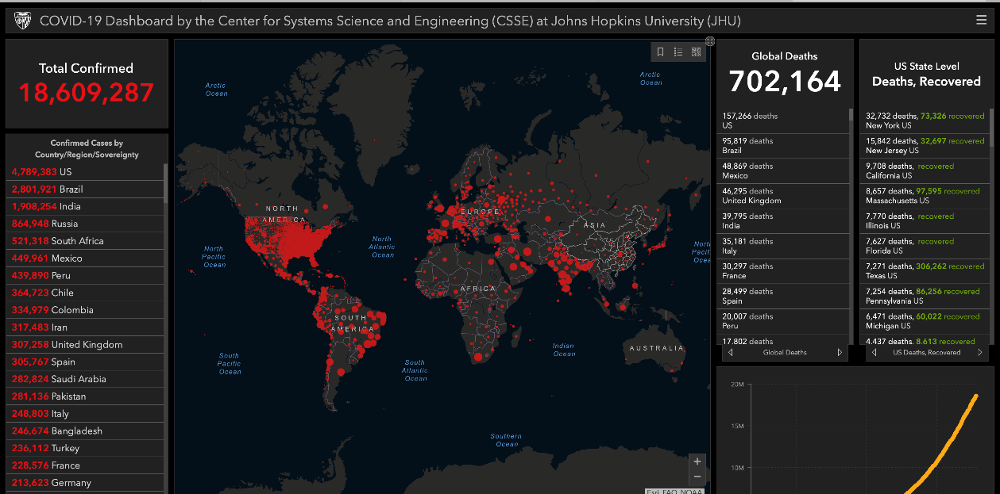 COVID-19 Dashboard by the Center for Systems Science and Engineering (CSSE) at Johns Hopkins University (JHU)
Total Confirmed
18,609,287
Confirmed Cases by
Country/Region/Sovereignty
4,789,383 US
2,801,921 Brazil
1,908,254 India
864,948 Russia
521,318 South Africa
449,961 Mexico
439,890 Peru
364,723 Chile
334,979 Colombia
317,483 Iran
307,258 United Kingdom
305,767 Spain
282,824 Saudi Arabia
281,136 Pakistan
248,803 Italy
246,674 Bangladesh
236,112 Turkey
228,576 France
213,623 Germany
Arctic
Ocean
Arctic
Ocean
NORTH
AMERICA
EUROPE
ASIA
North
Pacific
Ocean
North
Atlantic
Ocean
AFRICA
SOUTH
AMERICA
AUSTRALIA
Indian
Ocean
South
Pacific
Ocean
South
Atlantic
Ocean
Southern
Ocean
Esri, FAO, NOAA
Global Deaths
702,164
157,266 deaths
US
95,819 deaths
Brazil
48,869 deaths
Mexico
46,295 deaths
United Kingdom
39,795 deaths
India
35,181 deaths
Italy
30,297 deaths
France
28,499 deaths
Spain
20,007 deaths
Peru
17,802 deaths
Global Deaths
US State Level
Deaths, Recovered
32,732 deaths, 73,326 recovered
New York US
15,842 deaths, 32,697 recovered
New Jersey US
9,708 deaths, recovered
California US
8,657 deaths, 97,595 recovered
Massachusetts US
7,770 deaths, recovered
Illinois US
7,627 deaths, recovered
Florida US
7,271 deaths, 306,262 recovered
Texas US
7,254 deaths, 86,256 recovered
Pennsylvania US
6,471 deaths, 60,022 recovered
Michigan US
4,437 deaths, 8,613 recovered
US Deaths, Recovered
20M
15M
10M